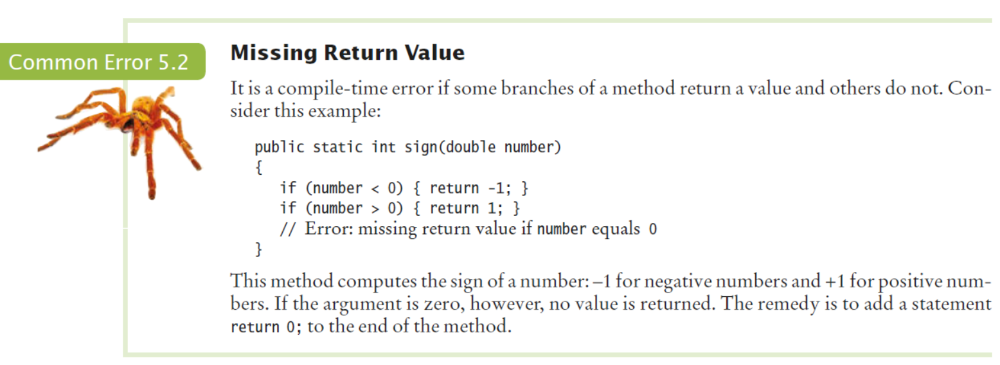 Common Error 5.2
Missing Return Value
It is a compile-time error if some branches of a method return a value and others do not. Con-
sider this example:
public static int sign(double number)
{
if (number < 0) { return -1; }
if (number > 0) { return 1; }
// Error: missing return value if number equals 0
}
This method computes the sign of a number: –1 for negative numbers and +1 for positive num-
bers. If the argument is zero, however, no value is returned. The remedy is to add a statement
return 0; to the end of the method.